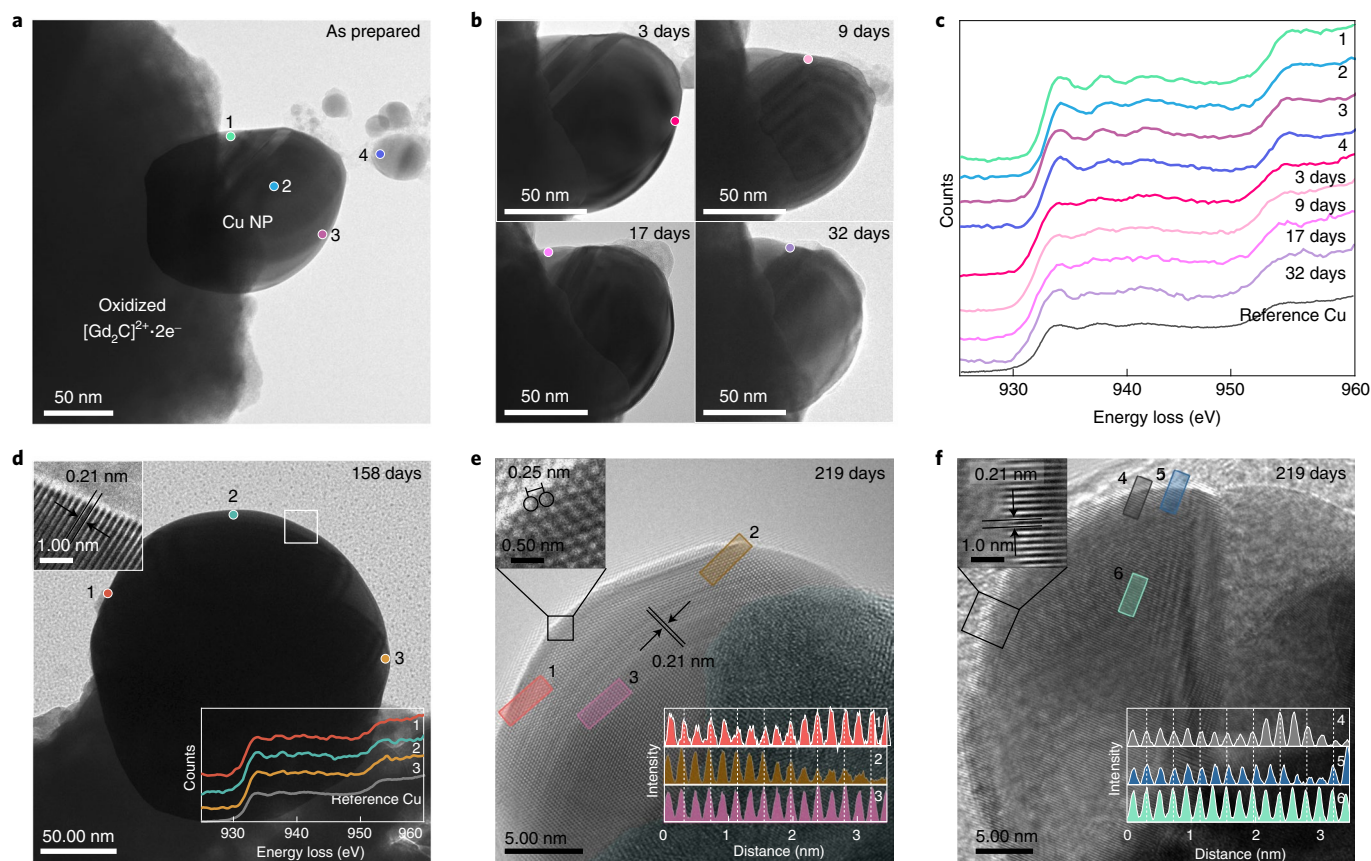 a
As prepared
1
2
3
4
Cu NP
Oxidized
[Gd₂C]²⁺·2e⁻
50 nm
b
3 days
50 nm
9 days
50 nm
17 days
50 nm
32 days
50 nm
c
Counts
1
2
3
4
3 days
9 days
17 days
32 days
Reference Cu
930 940 950 960
Energy loss (eV)
d
158 days
0.21 nm
1.00 nm
1
2
3
Counts
1
2
3
Reference Cu
930 940 950 960
Energy loss (eV)
50.00 nm
e
219 days
0.25 nm
0.50 nm
1
2
3
0.21 nm
Intensity
1
2
3
0 1 2 3
Distance (nm)
5.00 nm
f
219 days
0.21 nm
1.0 nm
4
5
6
Intensity
4
5
6
0 1 2 3
Distance (nm)
5.00 nm